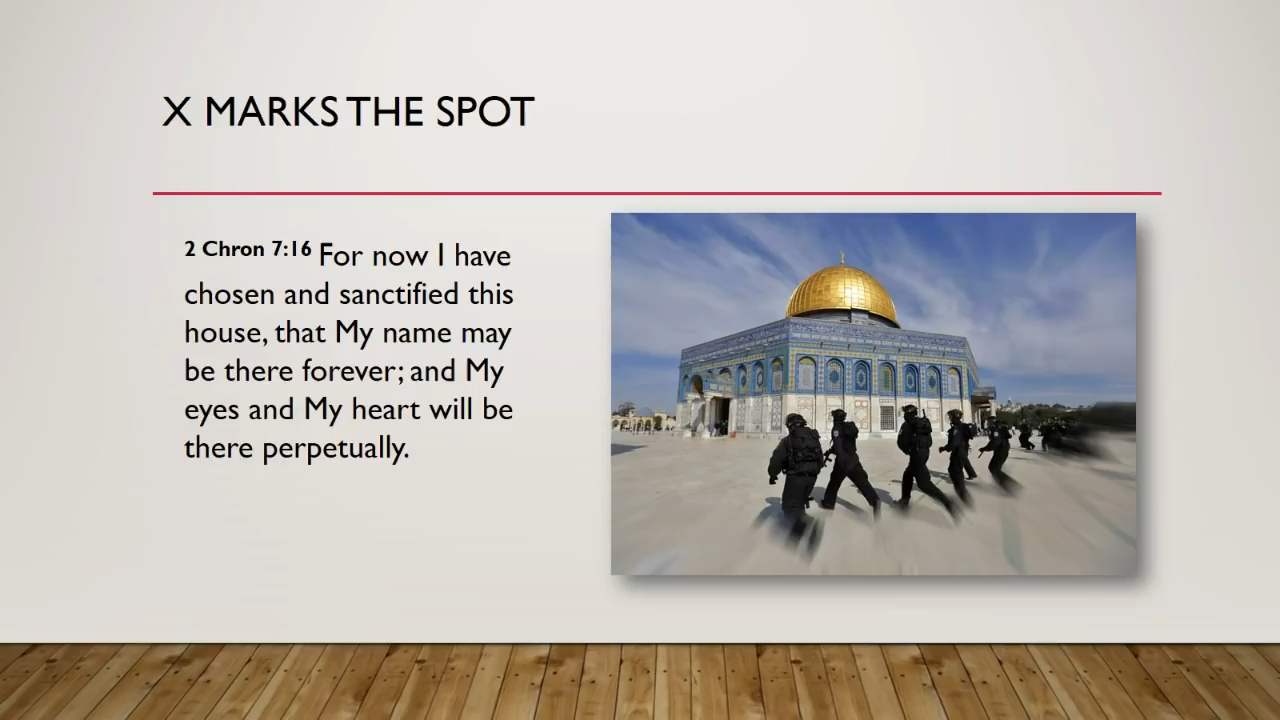 X MARKS THE SPOT
2 Chron 7:16 For now I have
chosen and sanctified this
house, that My name may
be there forever; and My
eyes and My heart will be
there perpetually.